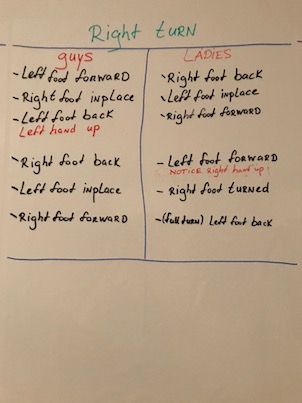 Right turn
guys
- Left foot forward
- Right foot inplace
- Left foot back
Left hand up
- Right foot back
- Left foot inplace
- Right foot forward
LADIES
- Right foot back
- Left foot inplace
- Right foot forward
- Left foot forward
NOTICE Right hand up!
- Right foot turned
- (full turn) Left foot back